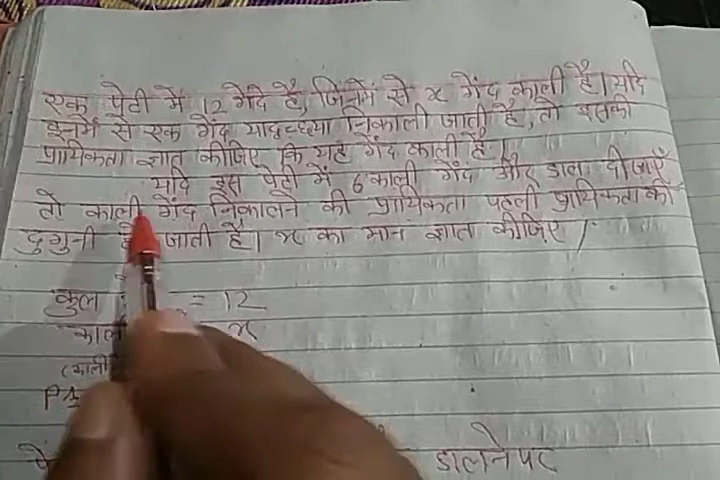 एक पेटी में 12 गेंदे है, जिनमें से x गेंद काली है। यदि
इनमें से एक गेंद यादृच्छ्या निकाली जाती है, तो इसकी
प्रायिकता ज्ञात कीजिए कि यह गेंद काली है।
यदि इस पेटी में 6 काली गेंद और डाल दी जाएँ
तो काली गेंद निकालने की प्रायिकता पहली प्रायिकता की
दुगुनी जाती है। x का मान ज्ञात कीजिए।
कुल = 12
x
डालने पर